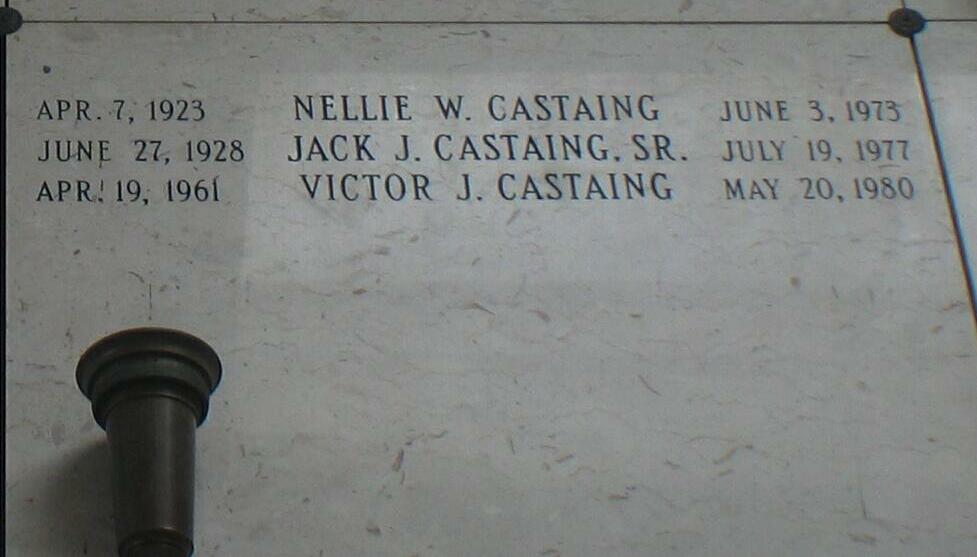 APR. 7, 1923 NELLIE W. CASTAING JUNE 3, 1973
JUNE 27, 1928 JACK J. CASTAING, SR. JULY 19, 1977
APR. 19, 1961 VICTOR J. CASTAING MAY 20, 1980